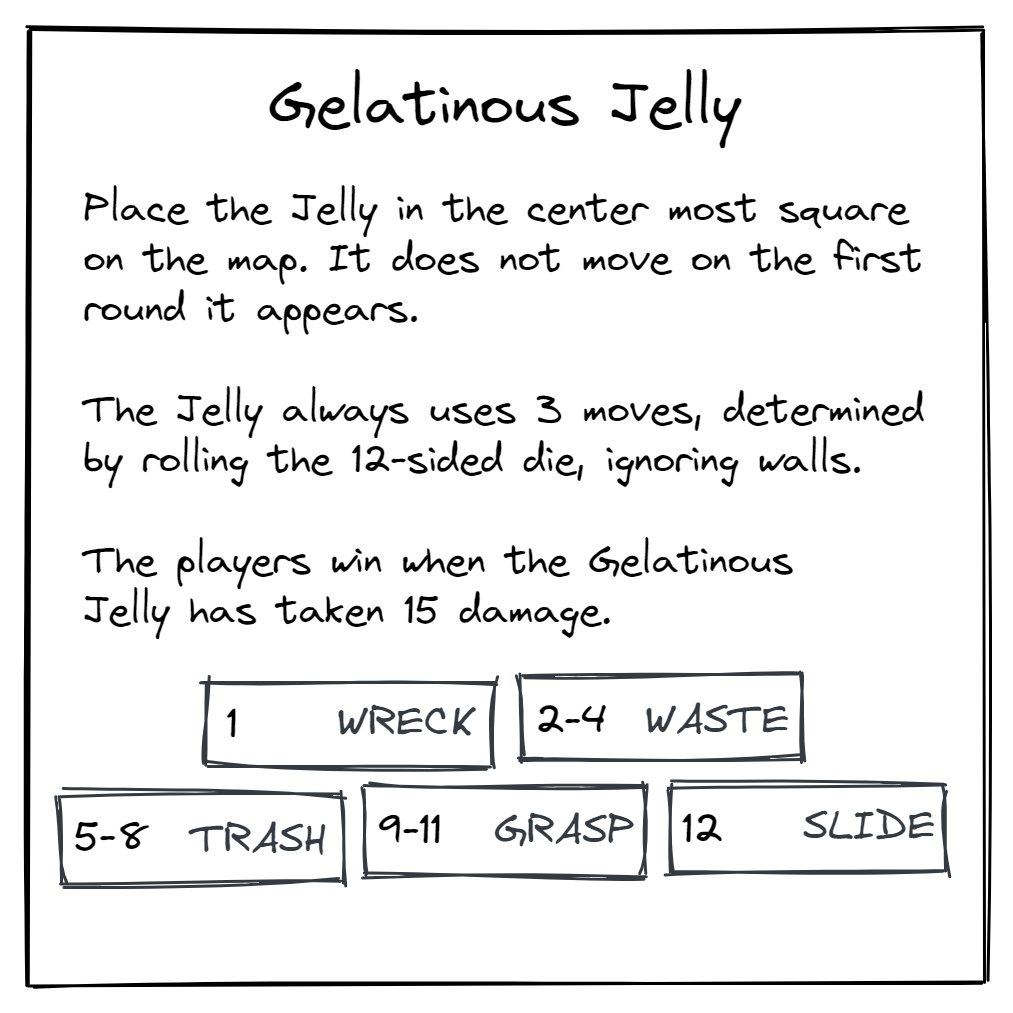 Gelatinous Jelly
Place the Jelly in the center most square
on the map. It does not move on the first
round it appears.
The Jelly always uses 3 moves, determined
by rolling the 12-sided die, ignoring walls.
The players win when the Gelatinous
Jelly has taken 15 damage.
1 WRECK
2-4 WASTE
5-8 TRASH
9-11 GRASP
12 SLIDE